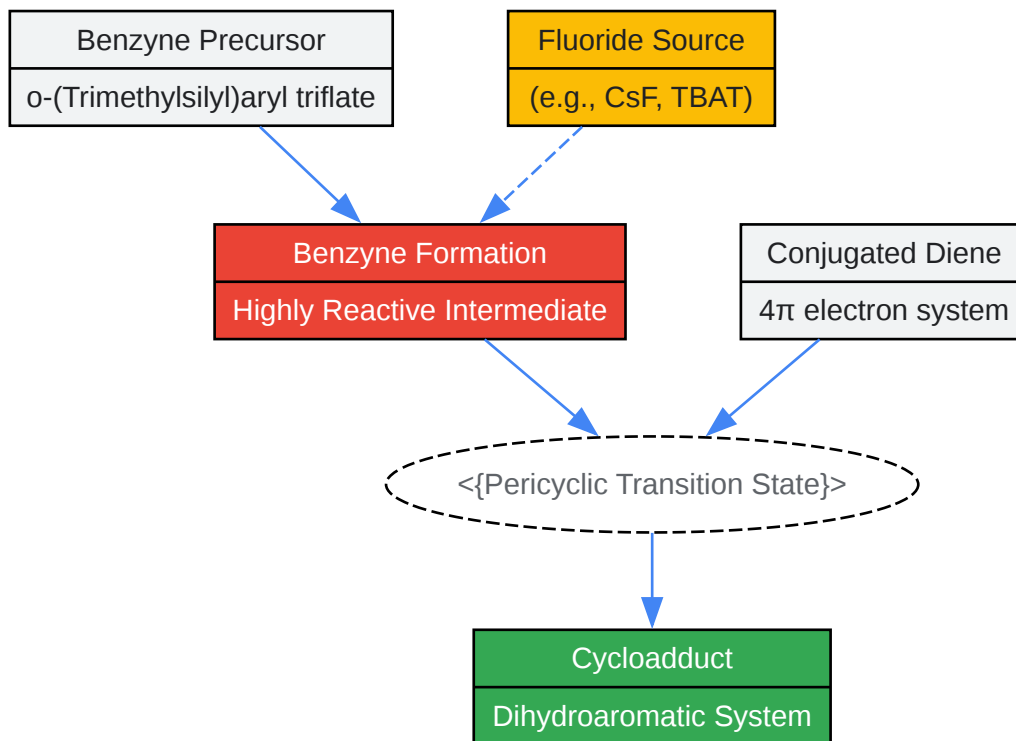 Benzyne Precursor
o-(Trimethylsilyl)aryl triflate
Fluoride Source
(e.g., CsF, TBAT)
Benzyne Formation
Highly Reactive Intermediate
Conjugated Diene
4π electron system
<{Pericyclic Transition State}>
Cycloadduct
Dihydroaromatic System